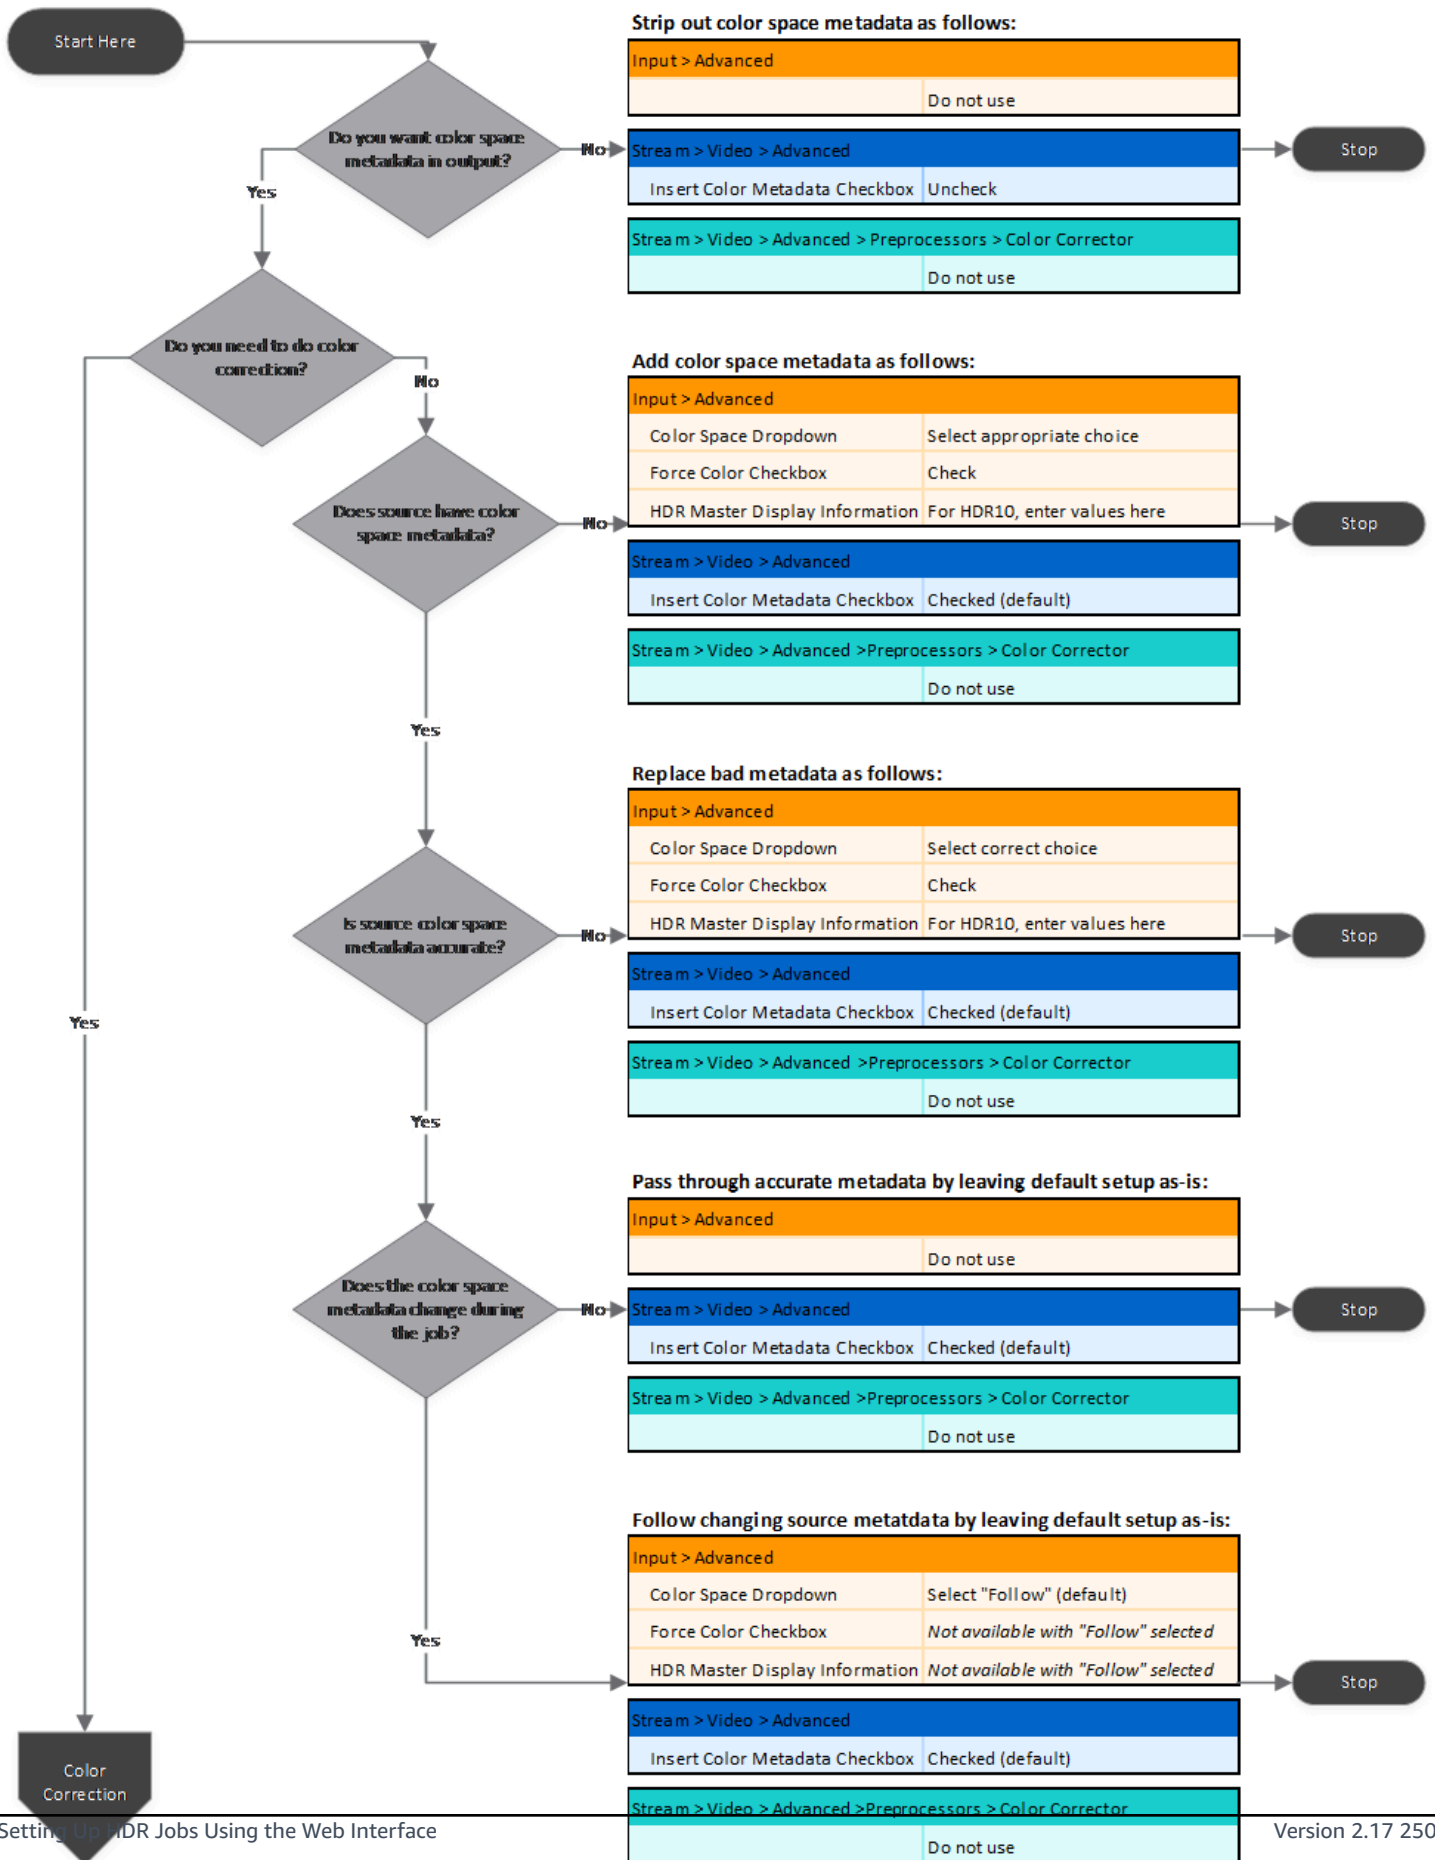 Start Here
Do you want color space
metadata in output?
No
Yes
Strip out color space metadata as follows:
Input > Advanced
Do not use
Stream > Video > Advanced
Insert Color Metadata Checkbox Uncheck
Stream > Video > Advanced > Preprocessors > Color Corrector
Do not use
Stop
Do you need to do color
correction?
No
Yes
Add color space metadata as follows:
Input > Advanced
Color Space Dropdown Select appropriate choice
Force Color Checkbox Check
HDR Master Display Information For HDR10, enter values here
Stream > Video > Advanced
Insert Color Metadata Checkbox Checked (default)
Stream > Video > Advanced >Preprocessors > Color Corrector
Do not use
Does source have color
space metadata?
No
Stop
Yes
Replace bad metadata as follows:
Input > Advanced
Color Space Dropdown Select correct choice
Force Color Checkbox Check
HDR Master Display Information For HDR10, enter values here
Stream > Video > Advanced
Insert Color Metadata Checkbox Checked (default)
Stream > Video > Advanced >Preprocessors > Color Corrector
Do not use
Is source color space
metadata accurate?
No
Stop
Yes
Pass through accurate metadata by leaving default setup as-is:
Input > Advanced
Do not use
Stream > Video > Advanced
Insert Color Metadata Checkbox Checked (default)
Stream > Video > Advanced >Preprocessors > Color Corrector
Do not use
Does the color space
metadata change during
the job?
No
Stop
Yes
Follow changing source metatdata by leaving default setup as-is:
Input > Advanced
Color Space Dropdown Select "Follow" (default)
Force Color Checkbox Not available with "Follow" selected
HDR Master Display Information Not available with "Follow" selected
Stream > Video > Advanced
Insert Color Metadata Checkbox Checked (default)
Stream > Video > Advanced >Preprocessors > Color Corrector
Do not use
Stop
Color
Correction
Setting Up HDR Jobs Using the Web Interface
Version 2.17 250